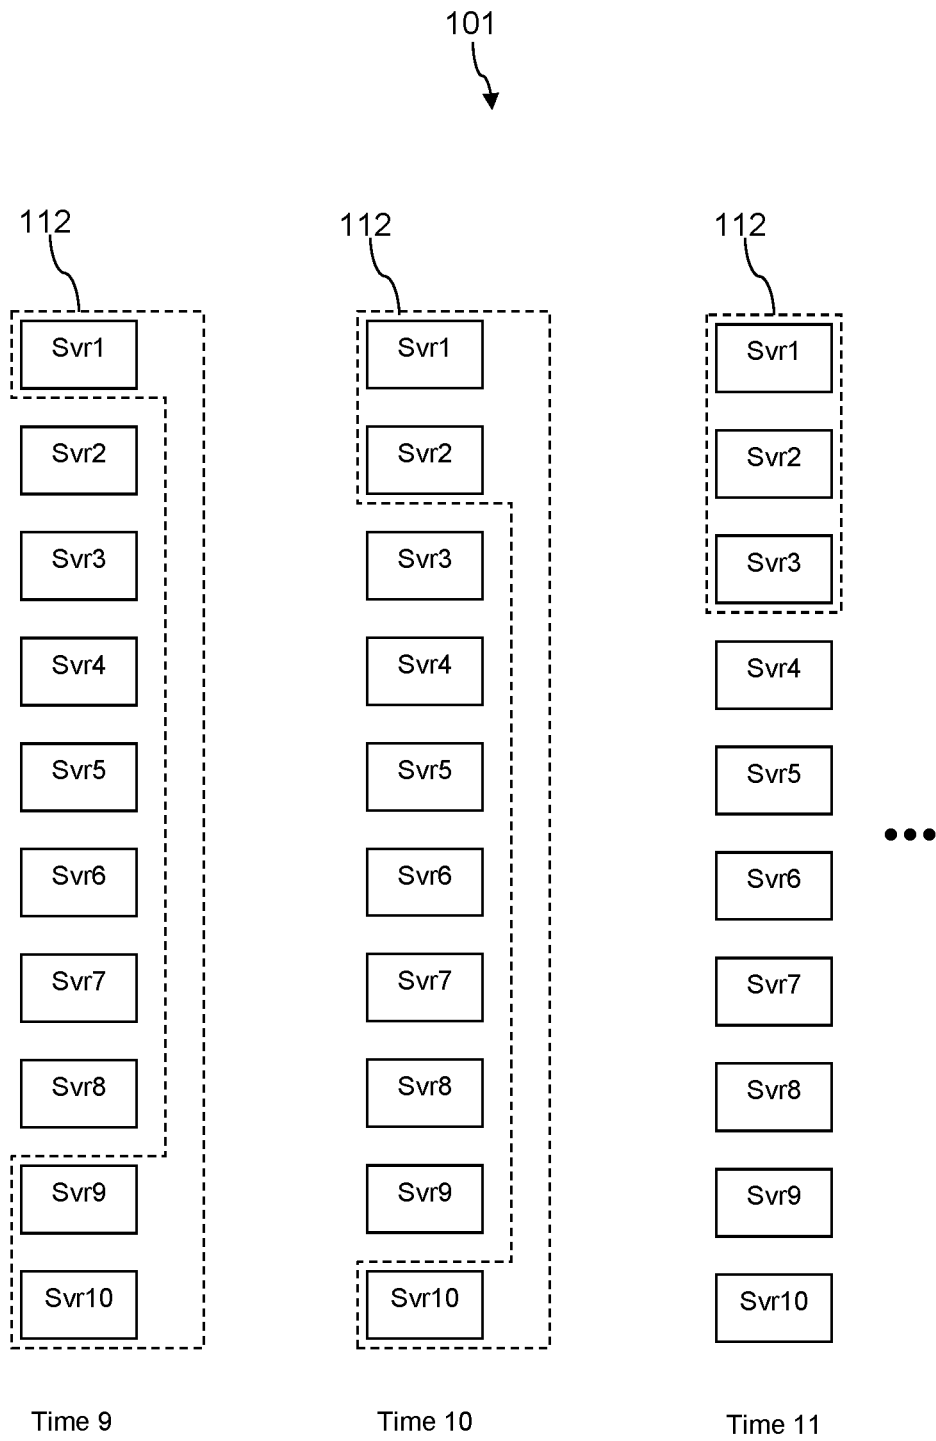 101
112 112 112
Svr1 Svr1 Svr1
Svr2 Svr2 Svr2
Svr3 Svr3 Svr3
Svr4 Svr4 Svr4
Svr5 Svr5 Svr5
Svr6 Svr6 Svr6
Svr7 Svr7 Svr7
Svr8 Svr8 Svr8
Svr9 Svr9 Svr9
Svr10 Svr10 Svr10
Time 9 Time 10 Time 11